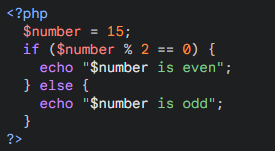 <?php
  $number = 15;
  if ($number % 2 == 0) {
    echo "$number is even";
  } else {
    echo "$number is odd";
  }
?>